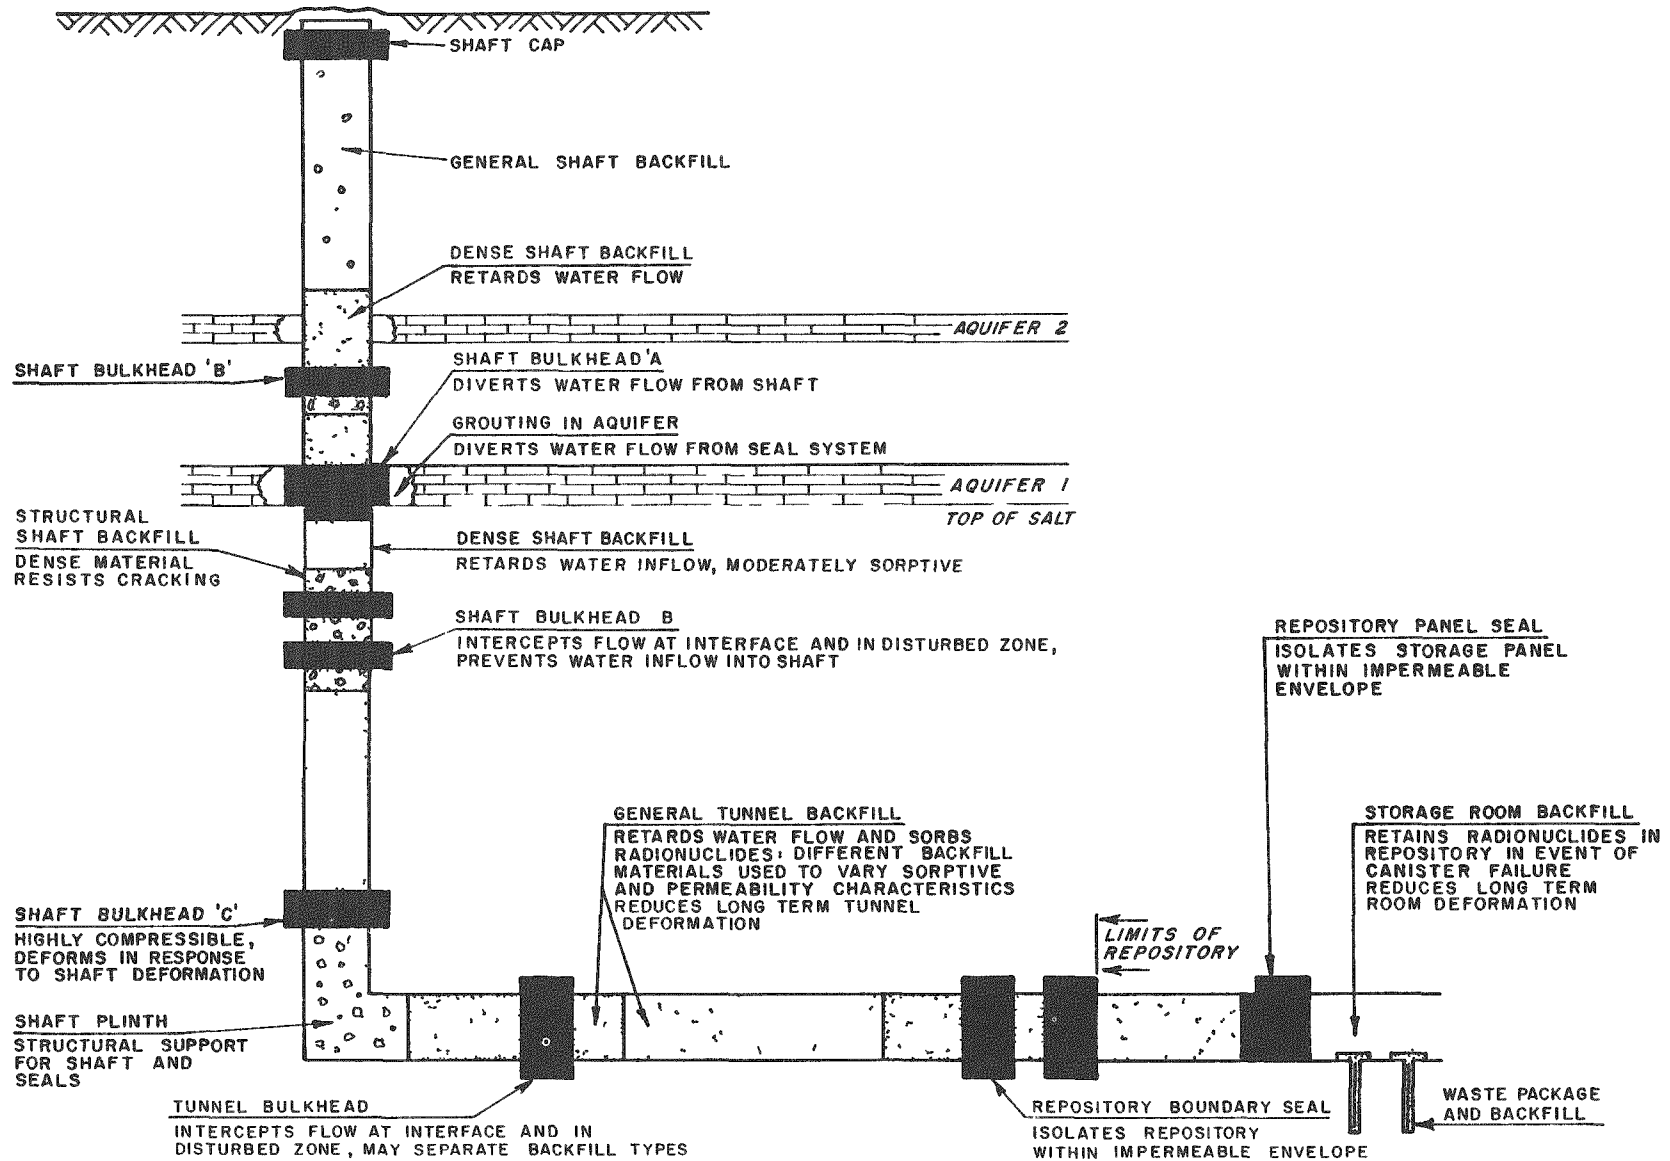 SHAFT CAP
GENERAL SHAFT BACKFILL
DENSE SHAFT BACKFILL
RETARDS WATER FLOW
AQUIFER 2
SHAFT BULKHEAD 'B'
SHAFT BULKHEAD 'A
DIVERTS WATER FLOW FROM SHAFT
GROUTING IN AQUIFER
DIVERTS WATER FLOW FROM SEAL SYSTEM
AQUIFER 1
TOP OF SALT
STRUCTURAL
SHAFT BACKFILL
DENSE MATERIAL
RESISTS CRACKING
DENSE SHAFT BACKFILL
RETARDS WATER INFLOW, MODERATELY SORPTIVE
SHAFT BULKHEAD B
INTERCEPTS FLOW AT INTERFACE AND IN DISTURBED ZONE,
PREVENTS WATER INFLOW INTO SHAFT
REPOSITORY PANEL SEAL
ISOLATES STORAGE PANEL
WITHIN IMPERMEABLE
ENVELOPE
GENERAL TUNNEL BACKFILL
RETARDS WATER FLOW AND SORBS
RADIONUCLIDES: DIFFERENT BACKFILL
MATERIALS USED TO VARY SORPTIVE
AND PERMEABILITY CHARACTERISTICS
REDUCES LONG TERM TUNNEL
DEFORMATION
STORAGE ROOM BACKFILL
RETAINS RADIONUCLIDES IN
REPOSITORY IN EVENT OF
CANISTER FAILURE
REDUCES LONG TERM
ROOM DEFORMATION
SHAFT BULKHEAD 'C'
HIGHLY COMPRESSIBLE,
DEFORMS IN RESPONSE
TO SHAFT DEFORMATION
LIMITS OF
REPOSITORY
SHAFT PLINTH
STRUCTURAL SUPPORT
FOR SHAFT AND
SEALS
TUNNEL BULKHEAD
INTERCEPTS FLOW AT INTERFACE AND IN
DISTURBED ZONE, MAY SEPARATE BACKFILL TYPES
REPOSITORY BOUNDARY SEAL
ISOLATES REPOSITORY
WITHIN IMPERMEABLE ENVELOPE
WASTE PACKAGE
AND BACKFILL